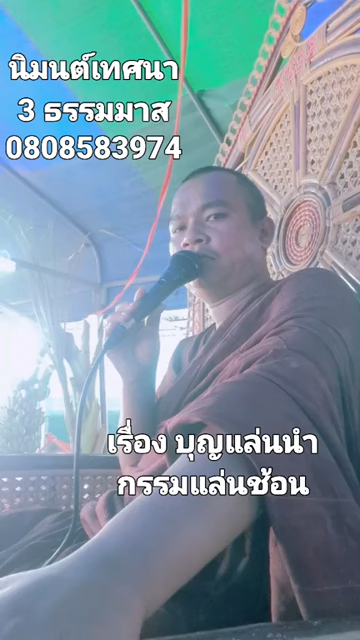 นิมนต์เทศนา
3 ธรรมมาส
0808583974
เรื่อง บุญแล่นนำ
กรรมแล่นซ้อน